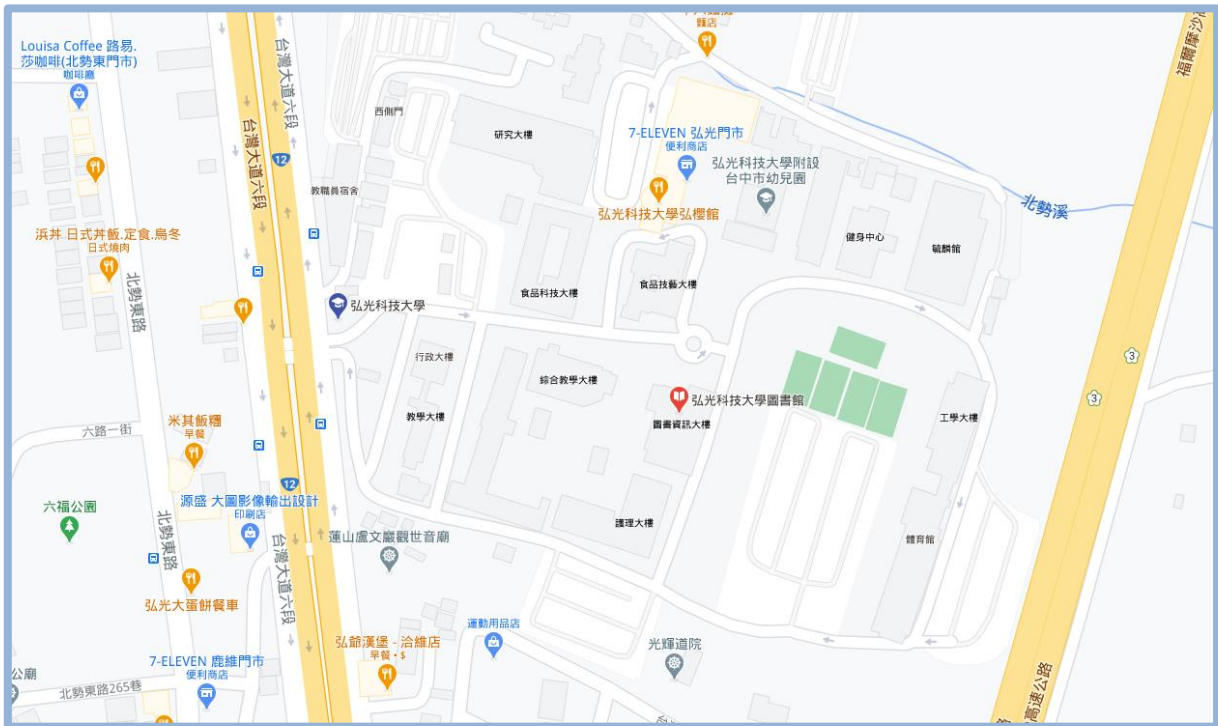 麵店
Louisa Coffee 路易.
莎咖啡(北勢東門市)
咖啡廳
台灣大道六段
台灣大道六段
福爾摩沙
12
西側門
研究大樓
7-ELEVEN 弘光門市
便利商店
弘光科技大學附設
台中市幼兒園
教職員宿舍
弘光科技大學弘櫻館
北勢溪
浜丼 日式丼飯.定食.烏冬
日式燒肉
健身中心
毓麟館
北勢東路
食品科技大樓
食品技藝大樓
弘光科技大學
行政大樓
3
綜合教學大樓
弘光科技大學圖書館
3
教學大樓
圖書資訊大樓
工學大樓
米其飯糰
早餐
六路一街
12
六福公園
源盛 大圖影像輸出設計
印刷店
北勢東路
護理大樓
蓮山盧文巖觀世音廟
體育館
台灣大道六段
台灣大道六段
弘光大蛋餅餐車
運動用品店
弘爺漢堡 - 洽維店
早餐・$
光輝道院
7-ELEVEN 鹿維門市
便利商店
公廟
北勢東路265巷
高速公路